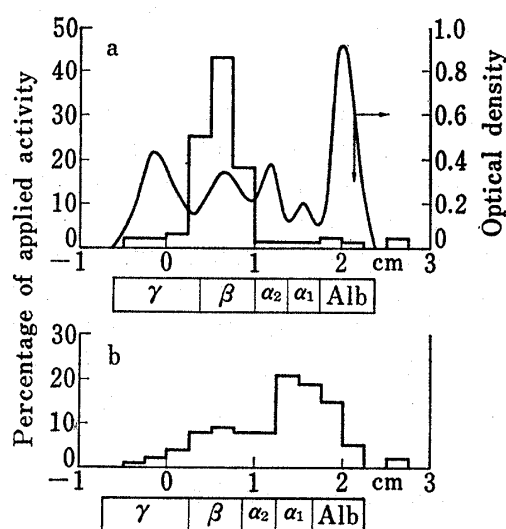 a
Percentage of applied activity
50
40
30
20
10
0
1.0
0.8
0.6
0.4
0.2
0
Optical density
−1 0 1 2 cm 3
γ β α₂ α₁ Alb
b
30
20
10
0
−1 0 1 2 cm 3
γ β α₂ α₁ Alb